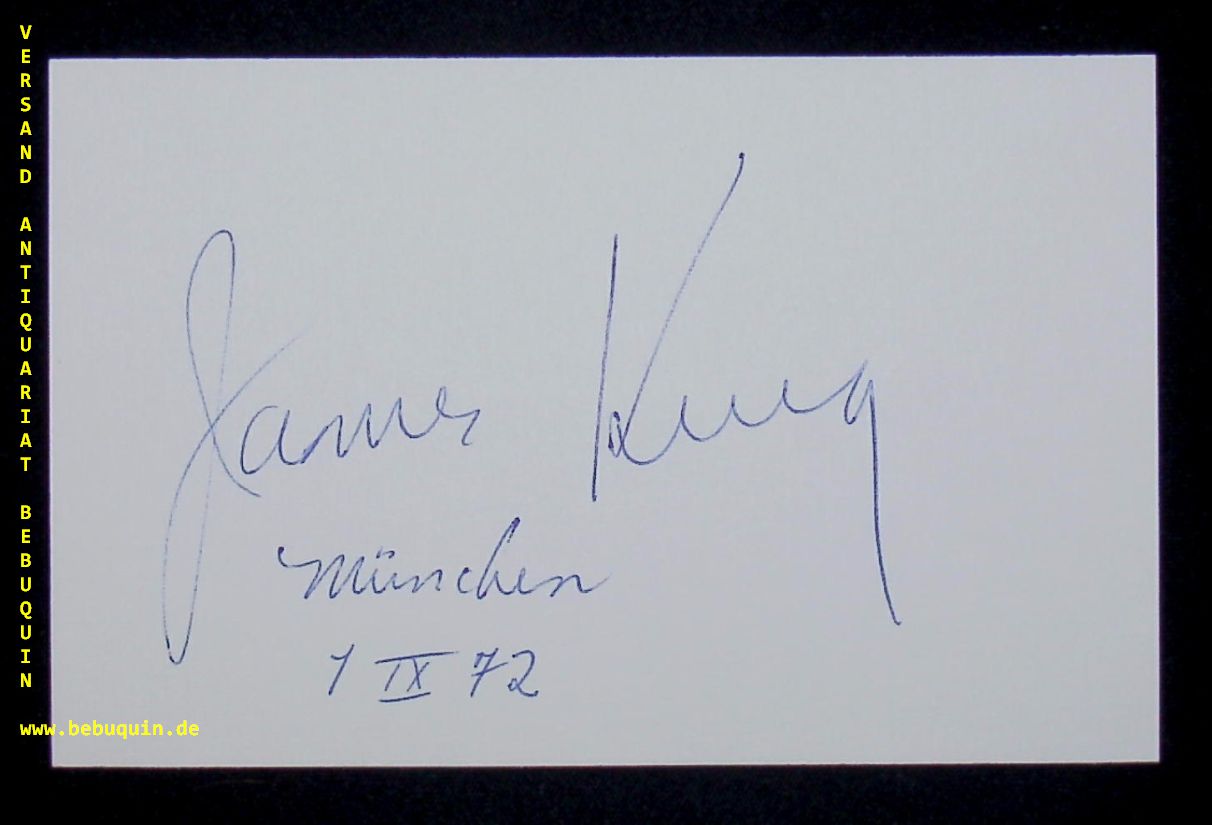 VERSAND ANTIQUARIAT BEBUQUIN
James King
München
1 IX 72
www.bebuquin.de